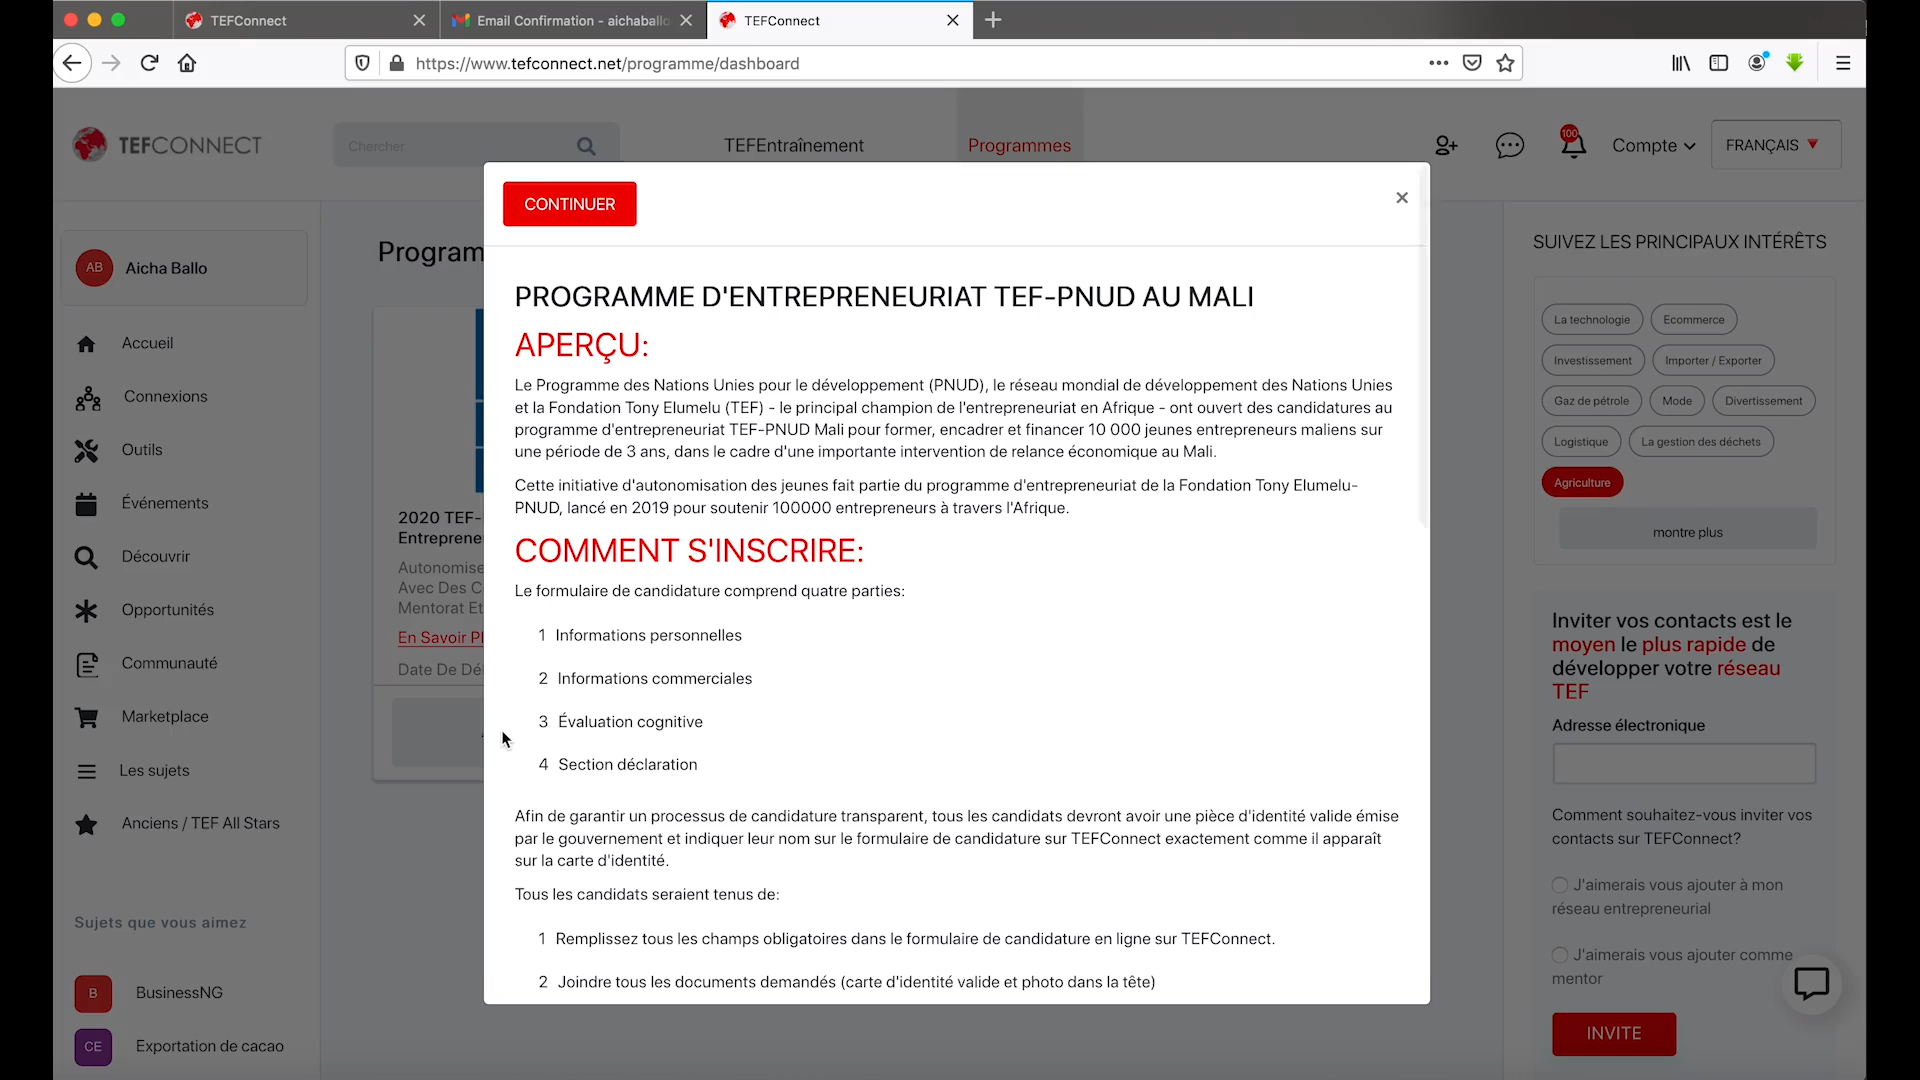 TEFConnect
Email Confirmation - aichaballo
TEFConnect
https://www.tefconnect.net/programme/dashboard
TEFCONNECT
Chercher
TEFEntraînement
Programmes
100
Compte
FRANÇAIS
CONTINUER
×
AB
Aicha Ballo
Accueil
Connexions
Outils
Événements
Découvrir
Opportunités
Communauté
Marketplace
Les sujets
Anciens / TEF All Stars
Sujets que vous aimez
B
BusinessNG
CE
Exportation de cacao
Program
2020 TEF-
Entreprene
Autonomise
Avec Des C
Mentorat Et
En Savoir Pl
Date De Dé
PROGRAMME D'ENTREPRENEURIAT TEF-PNUD AU MALI
APERÇU:
Le Programme des Nations Unies pour le développement (PNUD), le réseau mondial de développement des Nations Unies
et la Fondation Tony Elumelu (TEF) - le principal champion de l'entrepreneuriat en Afrique - ont ouvert des candidatures au
programme d'entrepreneuriat TEF-PNUD Mali pour former, encadrer et financer 10 000 jeunes entrepreneurs maliens sur
une période de 3 ans, dans le cadre d'une importante intervention de relance économique au Mali.
Cette initiative d'autonomisation des jeunes fait partie du programme d'entrepreneuriat de la Fondation Tony Elumelu-
PNUD, lancé en 2019 pour soutenir 100000 entrepreneurs à travers l'Afrique.
COMMENT S'INSCRIRE:
Le formulaire de candidature comprend quatre parties:
1 Informations personnelles
2 Informations commerciales
3 Évaluation cognitive
4 Section déclaration
Afin de garantir un processus de candidature transparent, tous les candidats devront avoir une pièce d'identité valide émise
par le gouvernement et indiquer leur nom sur le formulaire de candidature sur TEFConnect exactement comme il apparaît
sur la carte d'identité.
Tous les candidats seraient tenus de:
1 Remplissez tous les champs obligatoires dans le formulaire de candidature en ligne sur TEFConnect.
2 Joindre tous les documents demandés (carte d'identité valide et photo dans la tête)
SUIVEZ LES PRINCIPAUX INTÉRÊTS
La technologie
Ecommerce
Investissement
Importer / Exporter
Gaz de pétrole
Mode
Divertissement
Logistique
La gestion des déchets
Agriculture
montre plus
Inviter vos contacts est le
moyen le plus rapide de
développer votre réseau
TEF
Adresse électronique
Comment souhaitez-vous inviter vos
contacts sur TEFConnect?
J'aimerais vous ajouter à mon
réseau entrepreneurial
J'aimerais vous ajouter comme
mentor
INVITE